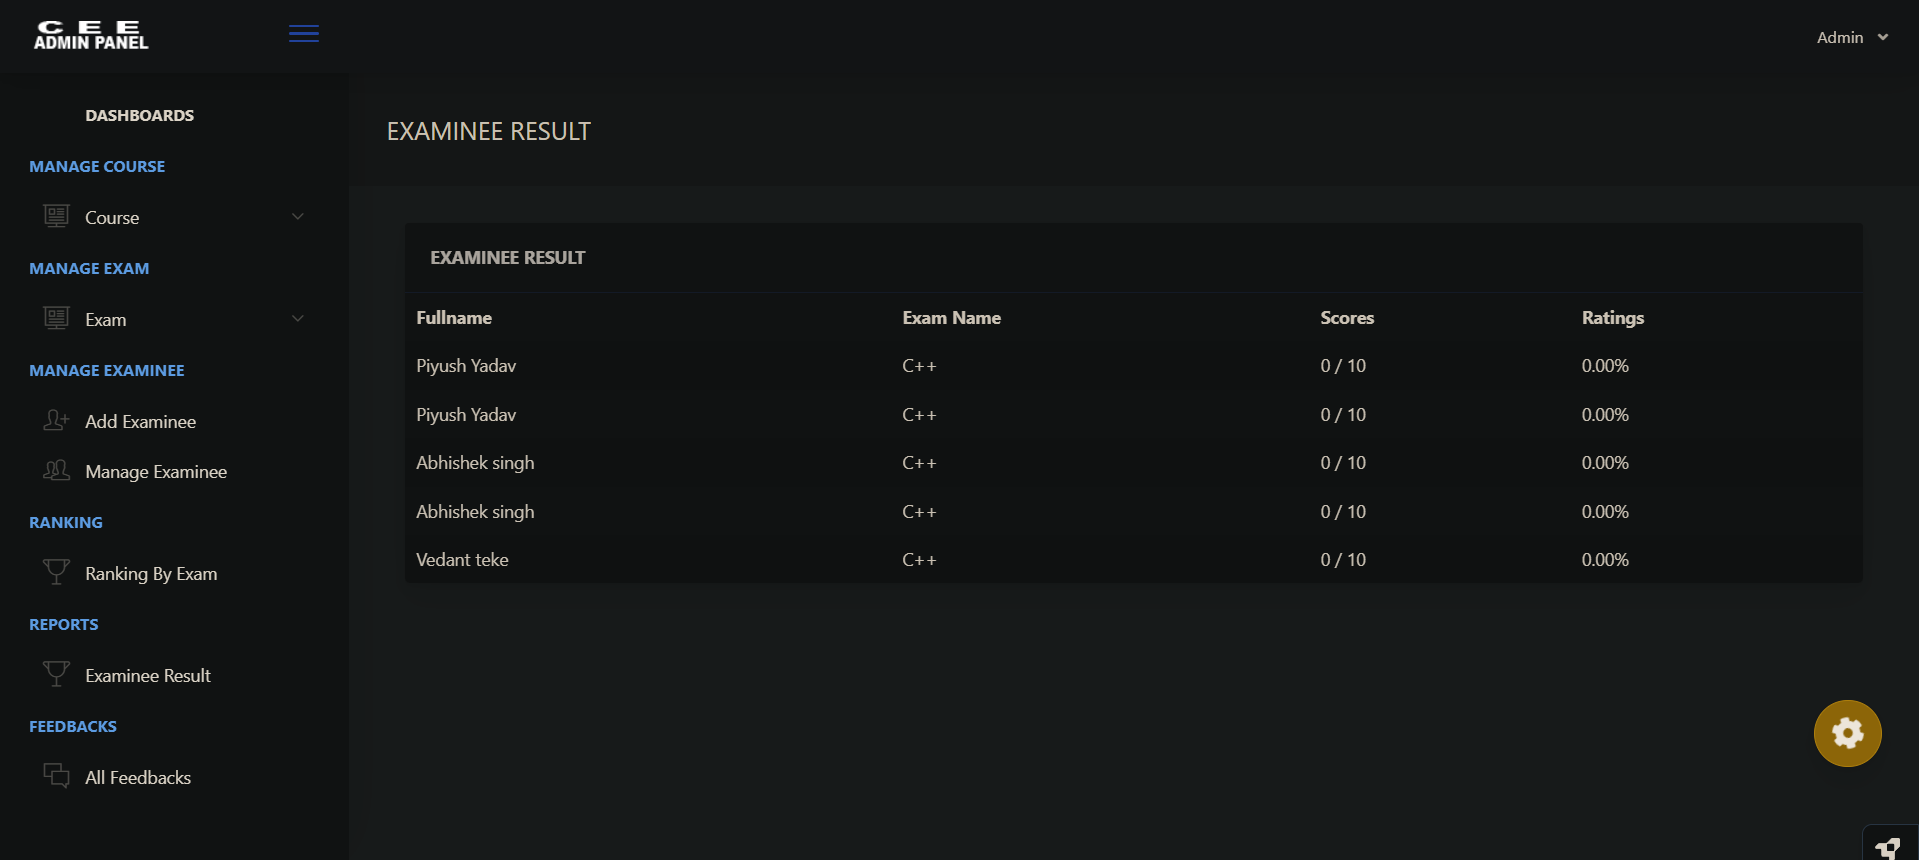 C E E
ADMIN PANEL
Admin
DASHBOARDS
MANAGE COURSE
Course
MANAGE EXAM
Exam
MANAGE EXAMINEE
Add Examinee
Manage Examinee
RANKING
Ranking By Exam
REPORTS
Examinee Result
FEEDBACKS
All Feedbacks
EXAMINEE RESULT
EXAMINEE RESULT
Fullname Exam Name Scores Ratings
Piyush Yadav C++ 0 / 10 0.00%
Piyush Yadav C++ 0 / 10 0.00%
Abhishek singh C++ 0 / 10 0.00%
Abhishek singh C++ 0 / 10 0.00%
Vedant teke C++ 0 / 10 0.00%